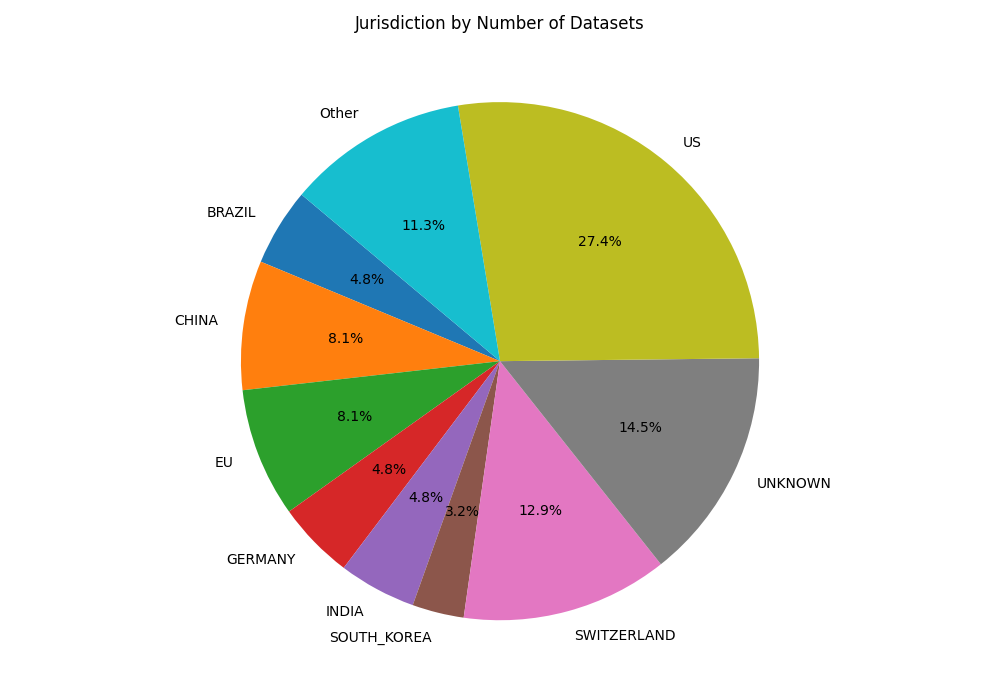 Jurisdiction by Number of Datasets
Other
US
BRAZIL
11.3%
27.4%
4.8%
CHINA
8.1%
8.1%
14.5%
EU
4.8%
4.8%
3.2%
12.9%
UNKNOWN
GERMANY
INDIA
SOUTH_KOREA
SWITZERLAND